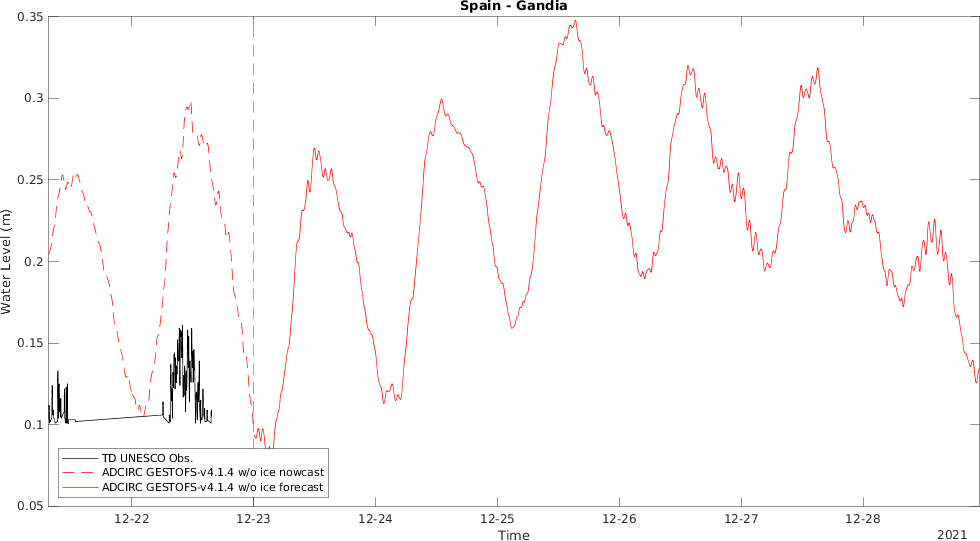 Spain - Gandia
0.35
0.3
0.25
0.2
0.15
0.1
0.05
Water Level (m)
TD UNESCO Obs.
ADCIRC GESTOFS-v4.1.4 w/o ice nowcast
ADCIRC GESTOFS-v4.1.4 w/o ice forecast
12-22 12-23 12-24 12-25 12-26 12-27 12-28
Time
2021